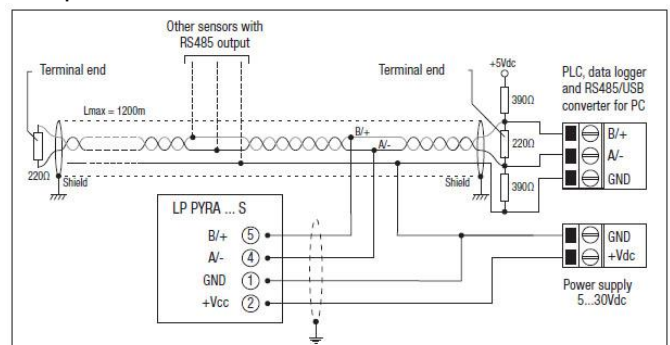 Other sensors with
RS485 output
Terminal end
Terminal end
+5Vdc
PLC, data logger
and RS485/USB
converter for PC
390Ω
Lmax = 1200m
B/+
B/+
220Ω
A/-
A/-
220Ω
390Ω
GND
Shield
Shield
LP PYRA ... S
B/+ 5
A/- 4
GND 1
+Vcc 2
GND
+Vdc
Power supply
5...30Vdc